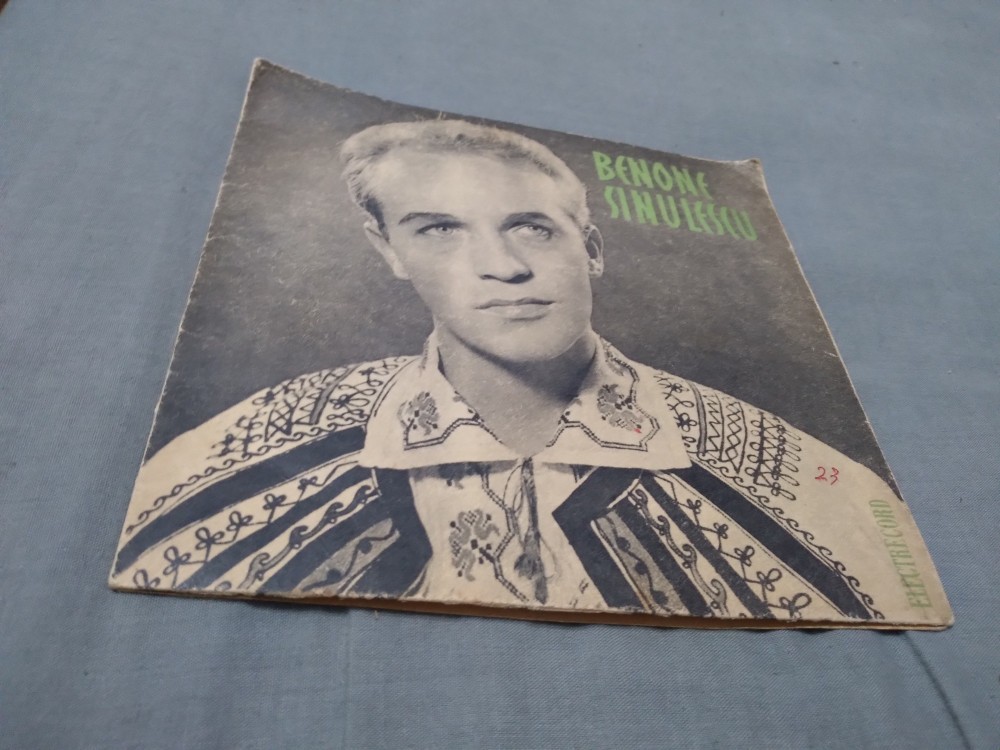 BENONE
SINULESCU
23
ELECTRECORD